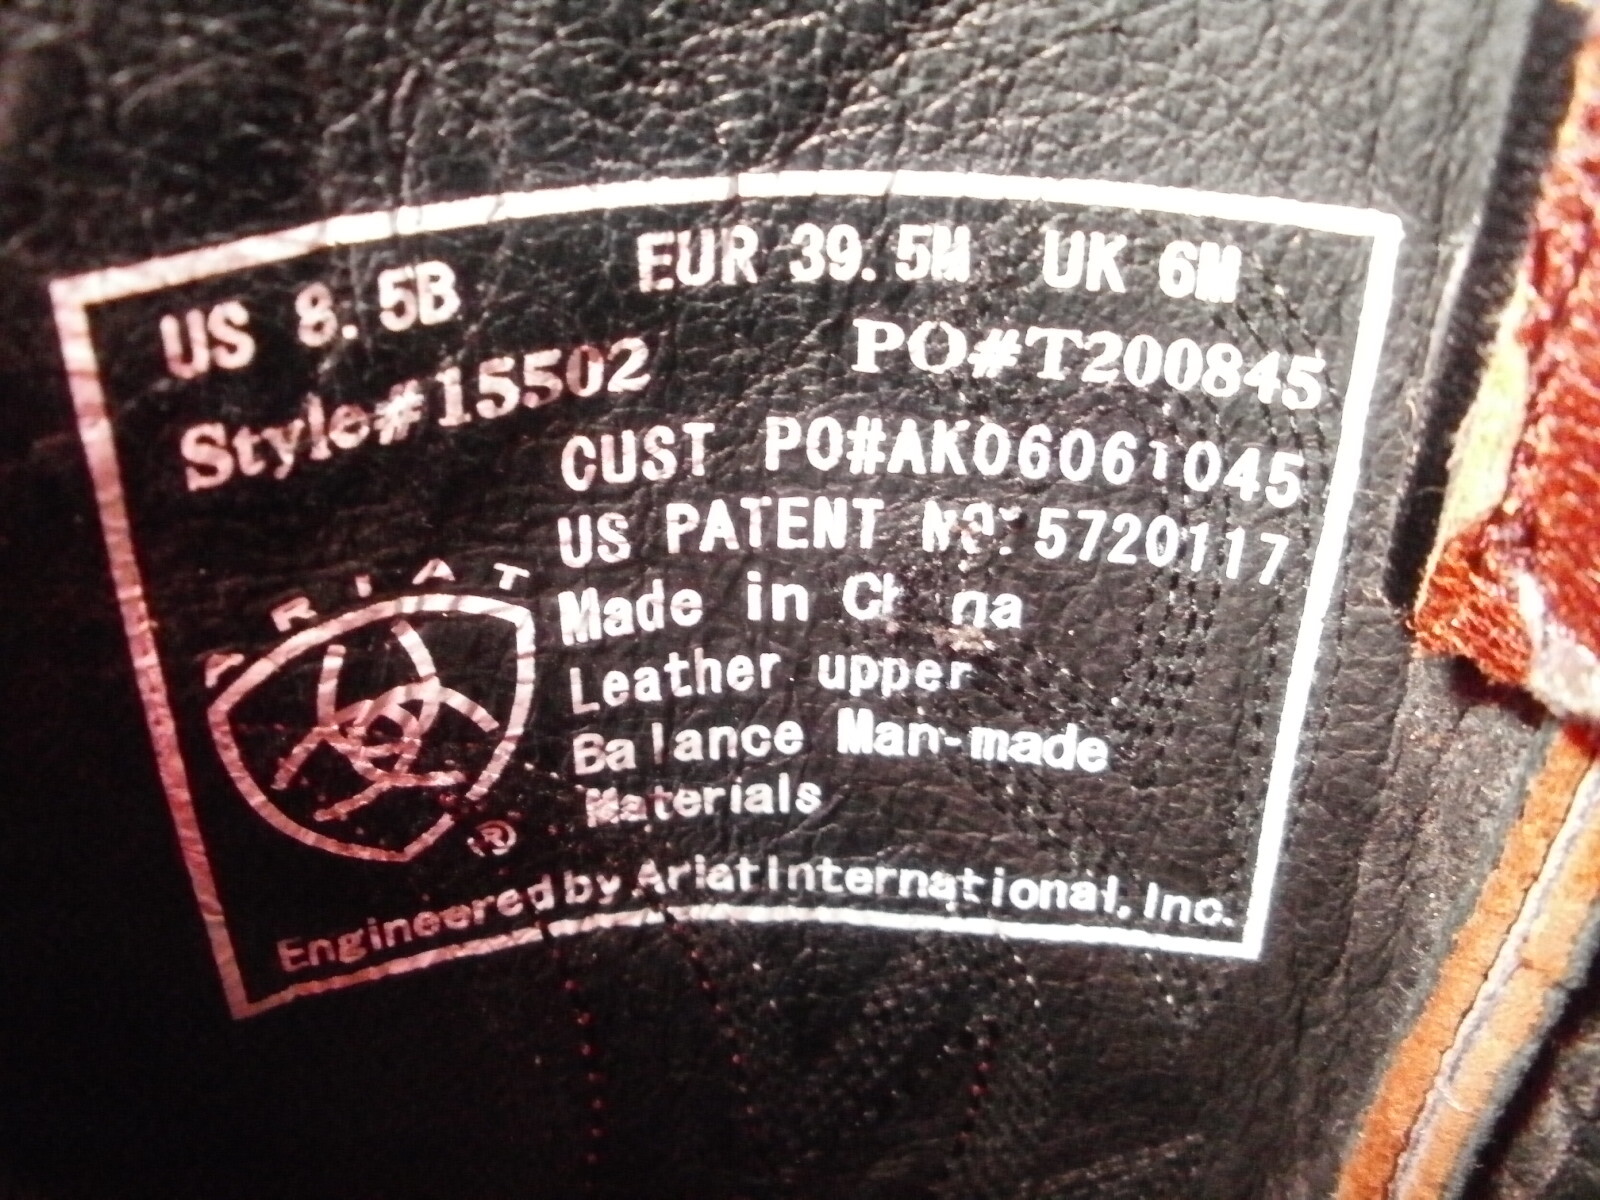 US 8.5B EUR 39.5M UK 6M
Style#15502 PO#T200845
CUST PO#AK06061045
US PATENT NO: 5720117
Made in China
Leather upper
Balance Man-made
Materials
ARIAT
®
Engineered by Ariat International, Inc.